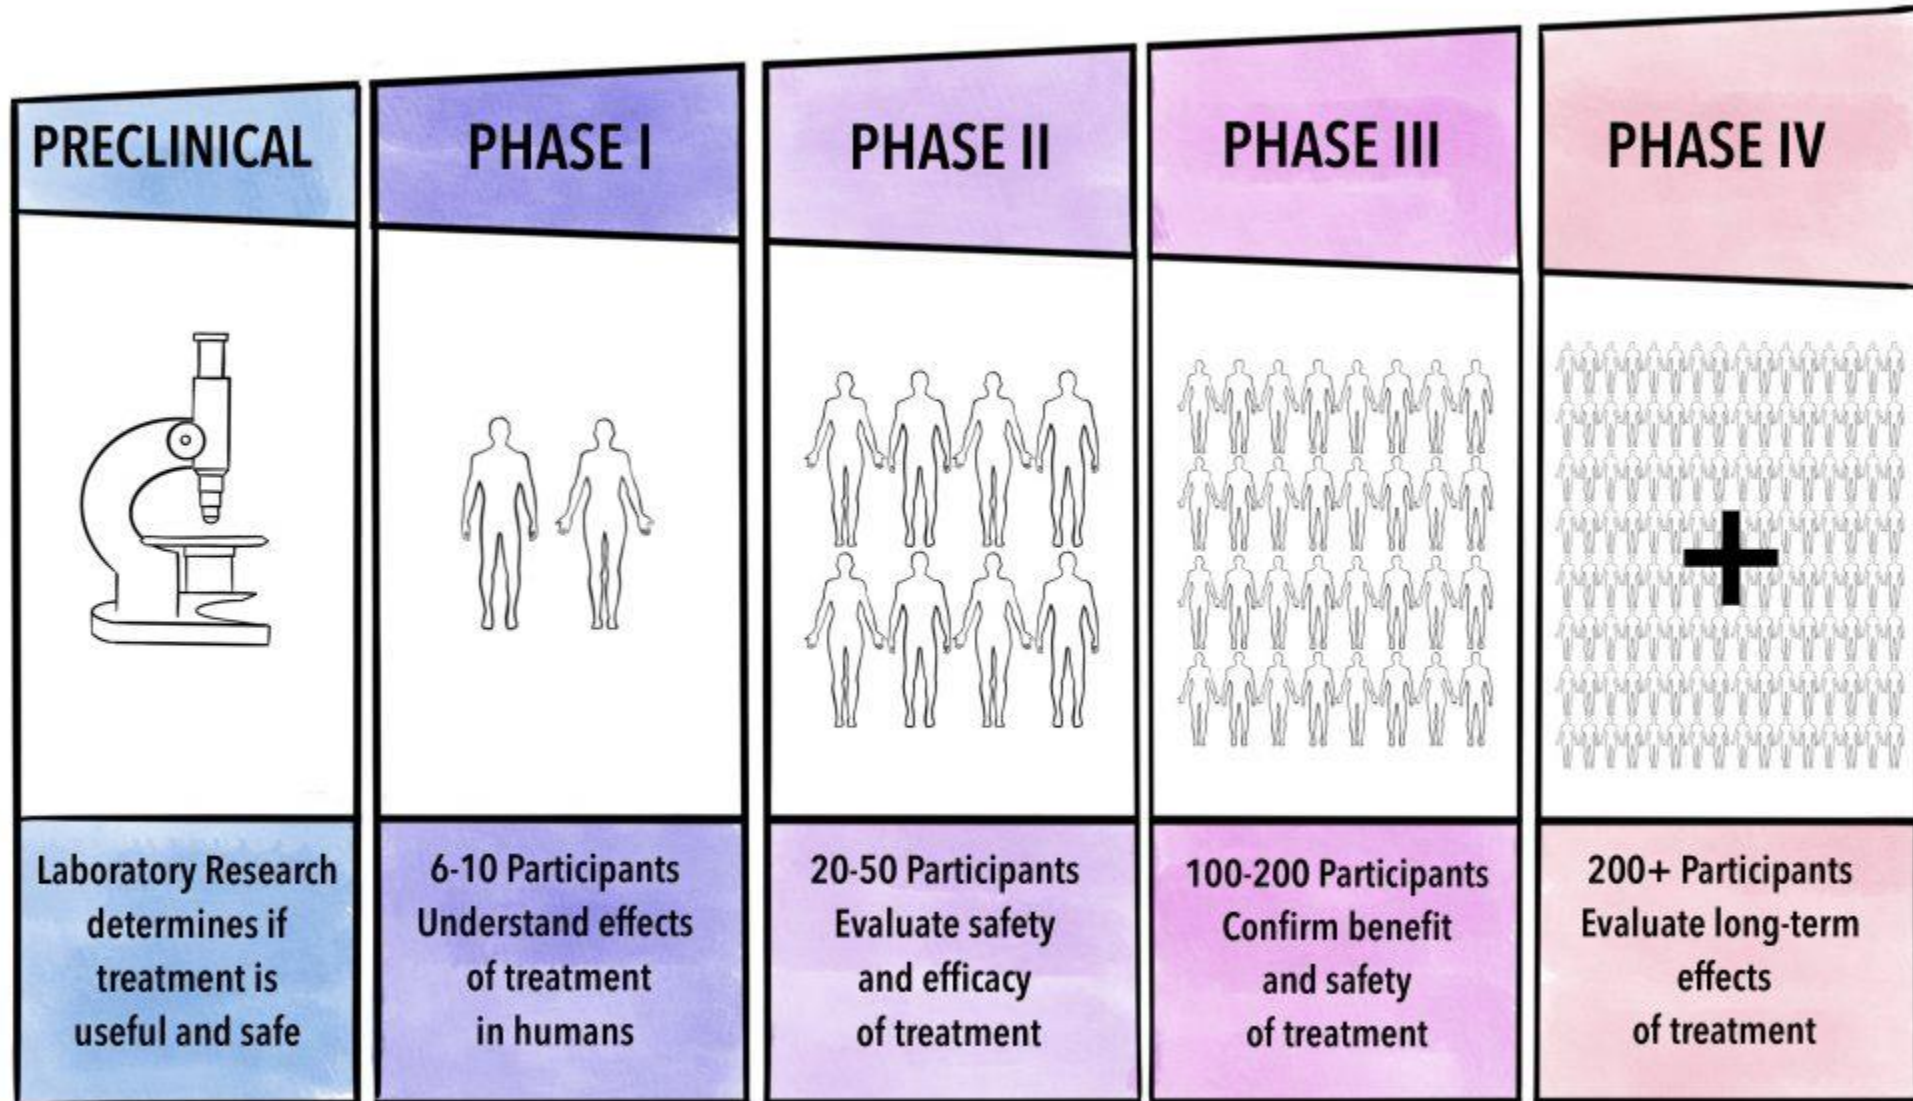 PRECLINICAL
Laboratory Research
determines if
treatment is
useful and safe
PHASE I
6-10 Participants
Understand effects
of treatment
in humans
PHASE II
20-50 Participants
Evaluate safety
and efficacy
of treatment
PHASE III
100-200 Participants
Confirm benefit
and safety
of treatment
PHASE IV
200+ Participants
Evaluate long-term
effects
of treatment